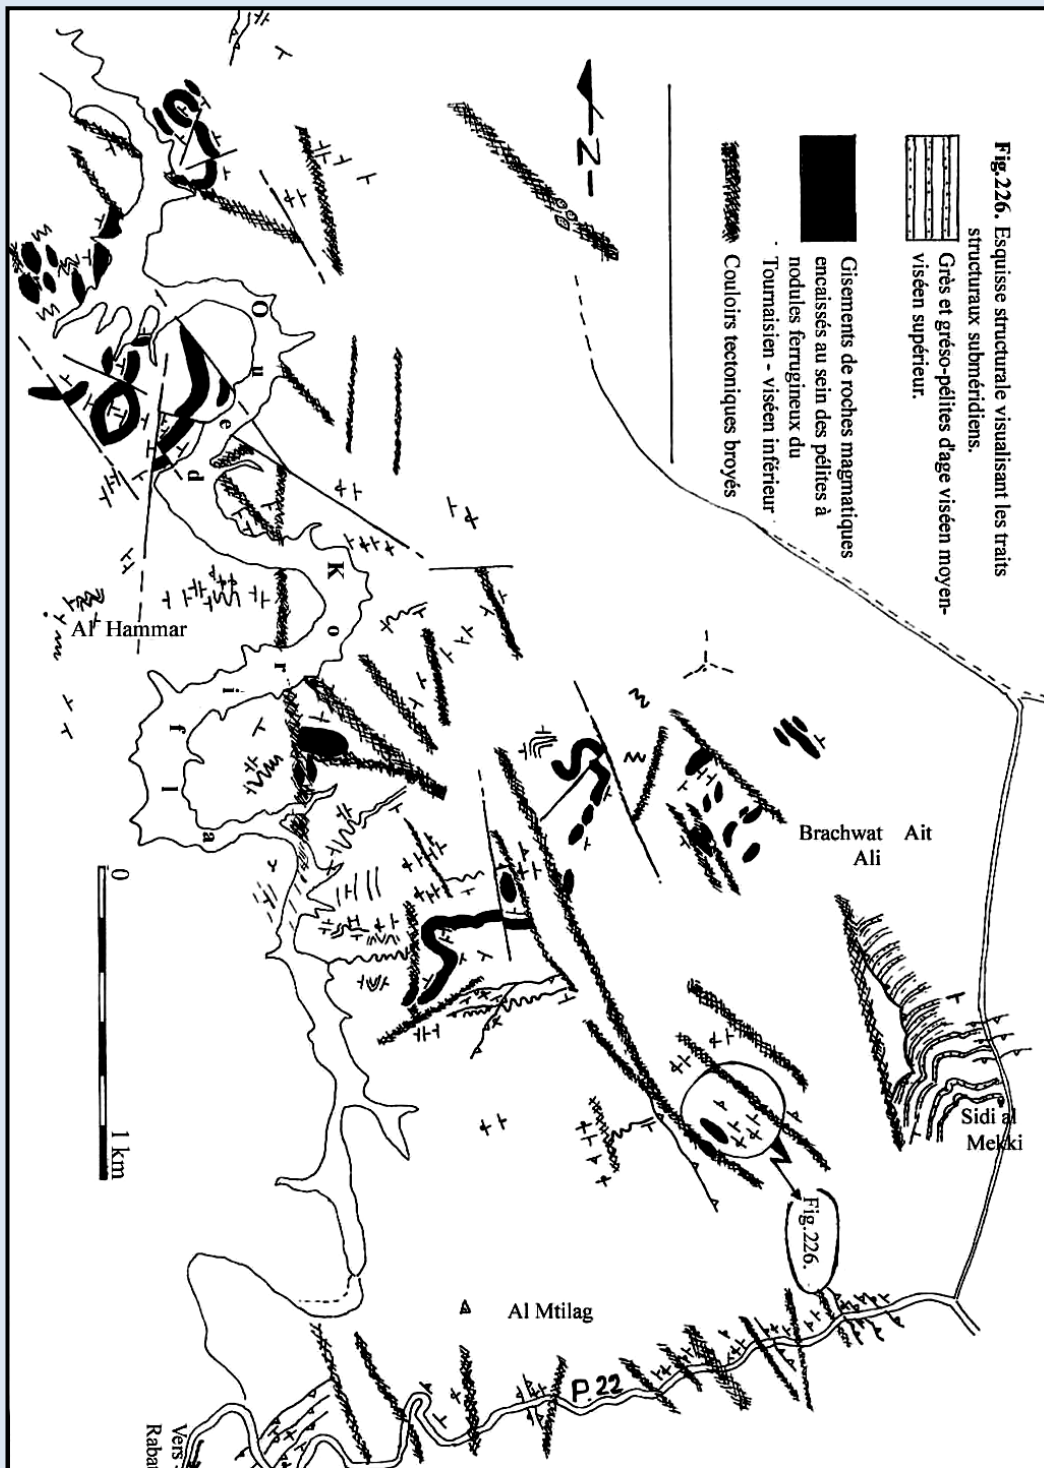 Fig.226. Esquisse structurale visualisant les traits
structuraux subméridiens.
Grès et gréso-pélites d'age viséen moyen-
viséen supérieur.
Gisements de roches magmatiques
encaissés au sein des pélites à
nodules ferrugineux du
Tournaisien - viséen inférieur
Couloirs tectoniques broyés
N
Oued Korifla
Al Hammar
Brachwat Ait
Ali
Sidi al
Mekki
Fig.226.
Al Mtilag
P.22
0
1 km
Vers